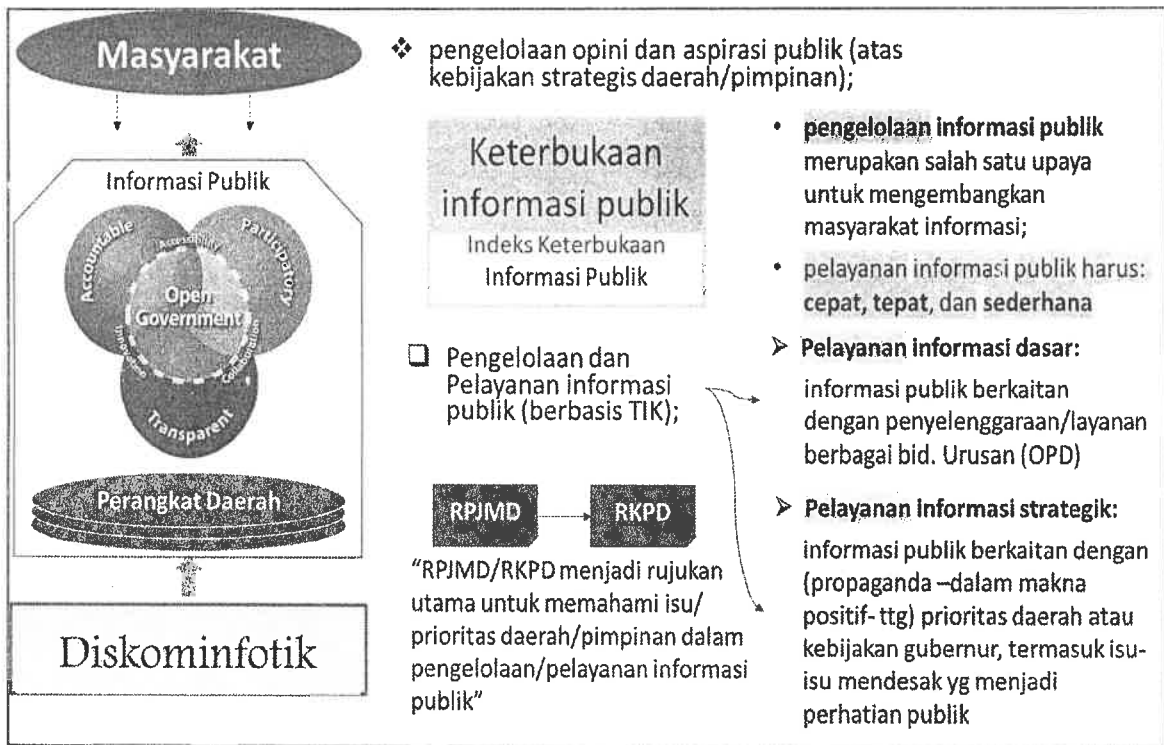 Masyarakat
Informasi Publik
Accountable
Accessibility
Participatory
Open
Government
Innovation
Collaboration
Transparent
Perangkat Daerah
Diskominfotik
❖ pengelolaan opini dan aspirasi publik (atas
kebijakan strategis daerah/pimpinan);
Keterbukaan
informasi publik
Indeks Keterbukaan
Informasi Publik
❑ Pengelolaan dan
Pelayanan informasi
publik (berbasis TIK);
RPJMD
RKPD
“RPJMD/RKPD menjadi rujukan
utama untuk memahami isu/
prioritas daerah/pimpinan dalam
pengelolaan/pelayanan informasi
publik”
• pengelolaan informasi publik
merupakan salah satu upaya
untuk mengembangkan
masyarakat informasi;
• pelayanan informasi publik harus:
cepat, tepat, dan sederhana
➢ Pelayanan informasi dasar:
informasi publik berkaitan
dengan penyelenggaraan/layanan
berbagai bid. Urusan (OPD)
➢ Pelayanan informasi strategik:
informasi publik berkaitan dengan
(propaganda –dalam makna
positif- ttg) prioritas daerah atau
kebijakan gubernur, termasuk isu-
isu mendesak yg menjadi
perhatian publik